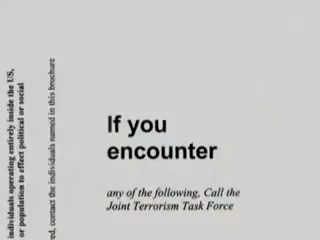 individuals operating entirely inside the US,
or population to effect political or social
ed, contact the individuals named in this brochure
If you
encounter
any of the following, Call the
Joint Terrorism Task Force